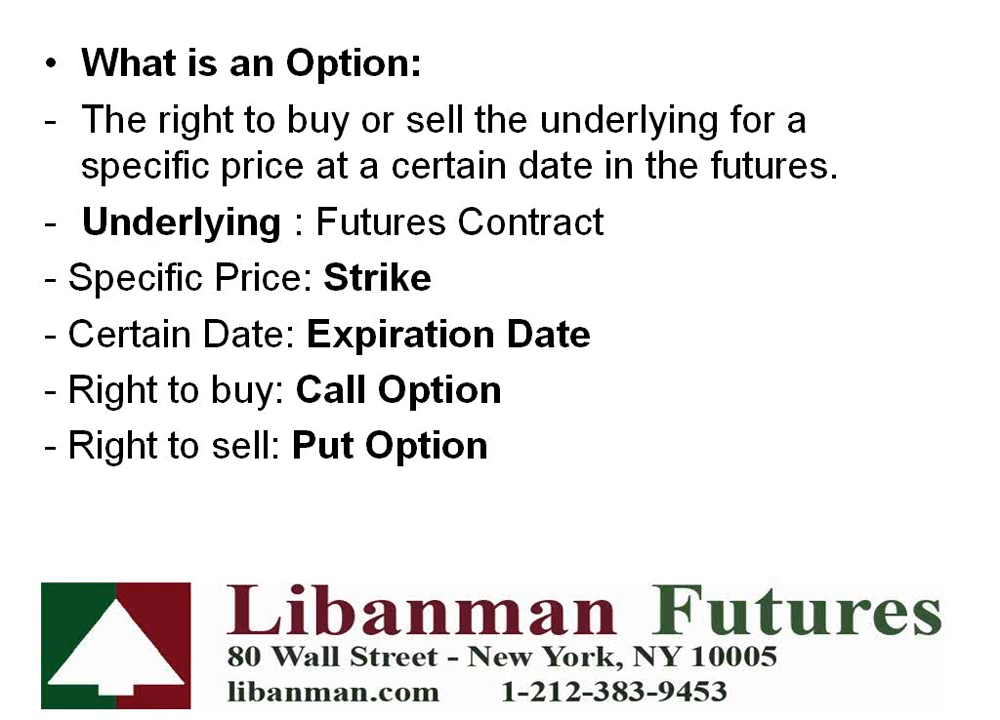 • What is an Option:
- The right to buy or sell the underlying for a
specific price at a certain date in the futures.
- Underlying : Futures Contract
- Specific Price: Strike
- Certain Date: Expiration Date
- Right to buy: Call Option
- Right to sell: Put Option
Libanman Futures
80 Wall Street - New York, NY 10005
libanman.com 1-212-383-9453